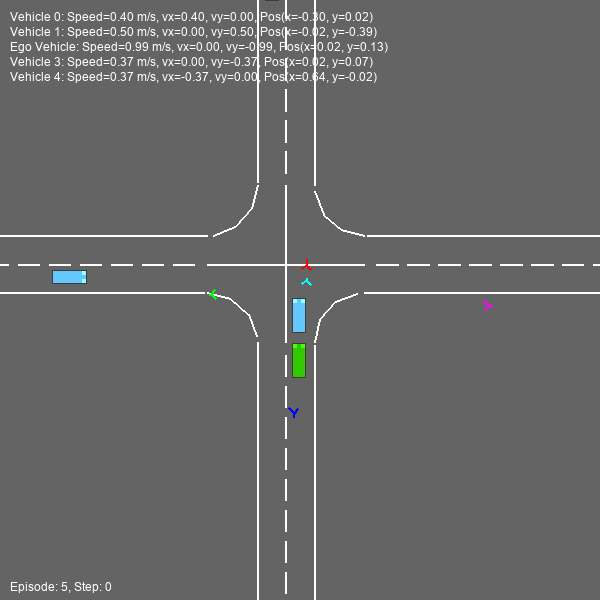 Vehicle 0: Speed=0.40 m/s, vx=0.40, vy=0.00, Pos(x=-0.30, y=0.02)
Vehicle 1: Speed=0.50 m/s, vx=0.00, vy=0.50, Pos(x=-0.02, y=-0.39)
Ego Vehicle: Speed=0.99 m/s, vx=0.00, vy=-0.99, Pos(x=0.02, y=0.13)
Vehicle 3: Speed=0.37 m/s, vx=0.00, vy=-0.37, Pos(x=0.02, y=0.07)
Vehicle 4: Speed=0.37 m/s, vx=-0.37, vy=0.00, Pos(x=0.64, y=-0.02)
Episode: 5, Step: 0